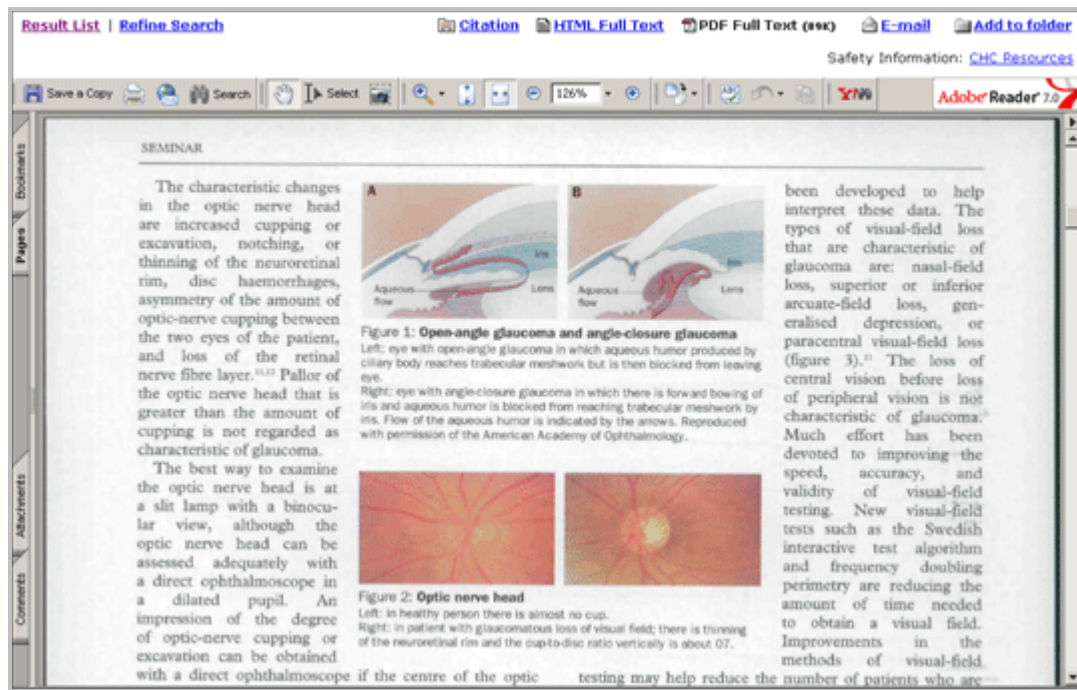 Result List | Refine Search
Citation HTML Full Text PDF Full Text (89K) E-mail Add to folder
Safety Information: CHC Resources
Save a Copy Search Select 126% Adobe Reader 7.0
Bookmarks
Pages
Attachments
Comments
SEMINAR
The characteristic changes
in the optic nerve head
are increased cupping or
excavation, notching, or
thinning of the neuroretinal
rim, disc haemorrhages,
asymmetry of the amount of
optic-nerve cupping between
the two eyes of the patient,
and loss of the retinal
nerve fibre layer.11,12 Pallor of
the optic nerve head that is
greater than the amount of
cupping is not regarded as
characteristic of glaucoma.
The best way to examine
the optic nerve head is at
a slit lamp with a binocu-
lar view, although the
optic nerve head can be
assessed adequately with
a direct ophthalmoscope in
a dilated pupil. An
impression of the degree
of optic-nerve cupping or
excavation can be obtained
with a direct ophthalmoscope if the centre of the optic
A
Iris
Aqueous
flow
Lens
B
Iris
Aqueous
flow
Lens
Figure 1: Open-angle glaucoma and angle-closure glaucoma
Left: eye with open-angle glaucoma in which aqueous humor produced by
ciliary body reaches trabecular meshwork but is then blocked from leaving
eye.
Right: eye with angle-closure glaucoma in which there is forward bowing of
iris and aqueous humor is blocked from reaching trabecular meshwork by
iris. Flow of the aqueous humor is indicated by the arrows. Reproduced
with permission of the American Academy of Ophthalmology.
Figure 2: Optic nerve head
Left: in healthy person there is almost no cup.
Right: in patient with glaucomatous loss of visual field; there is thinning
of the neuroretinal rim and the cup-to-disc ratio vertically is about 07.
been developed to help
interpret these data. The
types of visual-field loss
that are characteristic of
glaucoma are: nasal-field
loss, superior or inferior
arcuate-field loss, gen-
eralised depression, or
paracentral visual-field loss
(figure 3).11 The loss of
central vision before loss
of peripheral vision is not
characteristic of glaucoma.
Much effort has been
devoted to improving the
speed, accuracy, and
validity of visual-field
testing. New visual-field
tests such as the Swedish
interactive test algorithm
and frequency doubling
perimetry are reducing the
amount of time needed
to obtain a visual field.
Improvements in the
methods of visual-field
testing may help reduce the number of patients who are